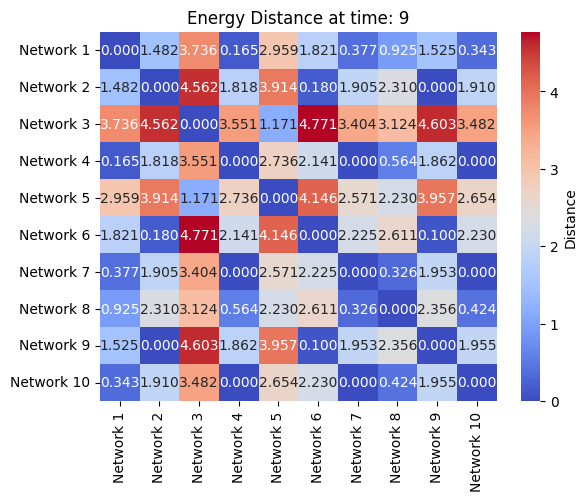 Energy Distance at time: 9
Network 1 0.000 1.482 3.736 0.165 2.959 1.821 0.377 0.925 1.525 0.343
Network 2 1.482 0.000 4.562 1.818 3.914 0.180 1.905 2.310 0.000 1.910
Network 3 3.736 4.562 0.000 3.551 1.171 4.771 3.404 3.124 4.603 3.482
Network 4 0.165 1.818 3.551 0.000 2.736 2.141 0.000 0.564 1.862 0.000
Network 5 2.959 3.914 1.171 2.736 0.000 4.146 2.571 2.230 3.957 2.654
Network 6 1.821 0.180 4.771 2.141 4.146 0.000 2.225 2.611 0.100 2.230
Network 7 0.377 1.905 3.404 0.000 2.571 2.225 0.000 0.326 1.953 0.000
Network 8 0.925 2.310 3.124 0.564 2.230 2.611 0.326 0.000 2.356 0.424
Network 9 1.525 0.000 4.603 1.862 3.957 0.100 1.953 2.356 0.000 1.955
Network 10 0.343 1.910 3.482 0.000 2.654 2.230 0.000 0.424 1.955 0.000
Network 1
Network 2
Network 3
Network 4
Network 5
Network 6
Network 7
Network 8
Network 9
Network 10
4
3
2
1
0
Distance